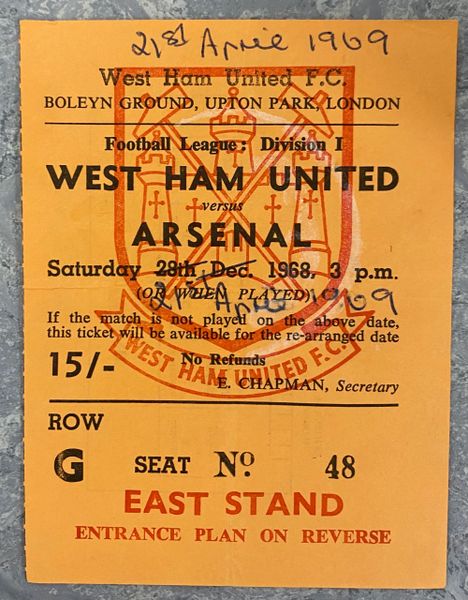 21st April 1969
West Ham United F.C.
BOLEYN GROUND, UPTON PARK, LONDON
Football League: Division I
WEST HAM UNITED
versus
ARSENAL
Saturday 28th Dec. 1968, 3 p.m.
(OR WHEN PLAYED)
21st April 1969
If the match is not played on the above date,
this ticket will be available for the re-arranged date
15/- No Refunds
E. CHAPMAN, Secretary
WEST HAM UNITED F.C.
ROW
G SEAT No. 48
EAST STAND
ENTRANCE PLAN ON REVERSE